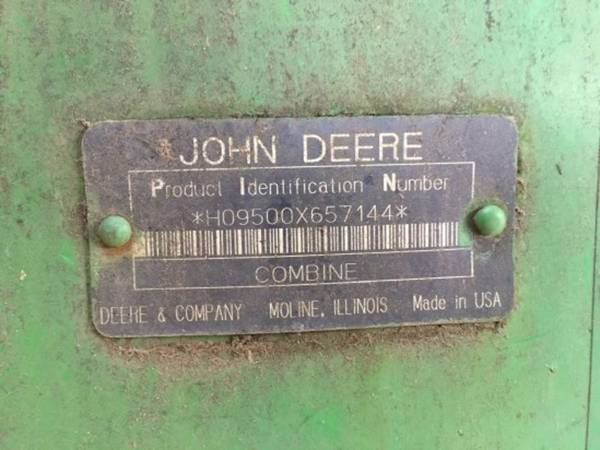 JOHN DEERE
Product Identification Number
*H09500X657144*
COMBINE
DEERE & COMPANY MOLINE, ILLINOIS Made in USA